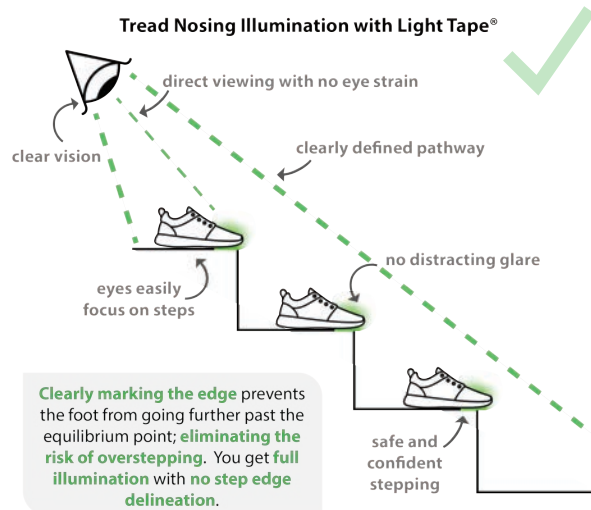 Tread Nosing Illumination with Light Tape®
direct viewing with no eye strain
clear vision
clearly defined pathway
no distracting glare
eyes easily
focus on steps
Clearly marking the edge prevents
the foot from going further past the
equilibrium point; eliminating the
risk of overstepping. You get full
illumination with no step edge
delineation.
safe and
confident
stepping